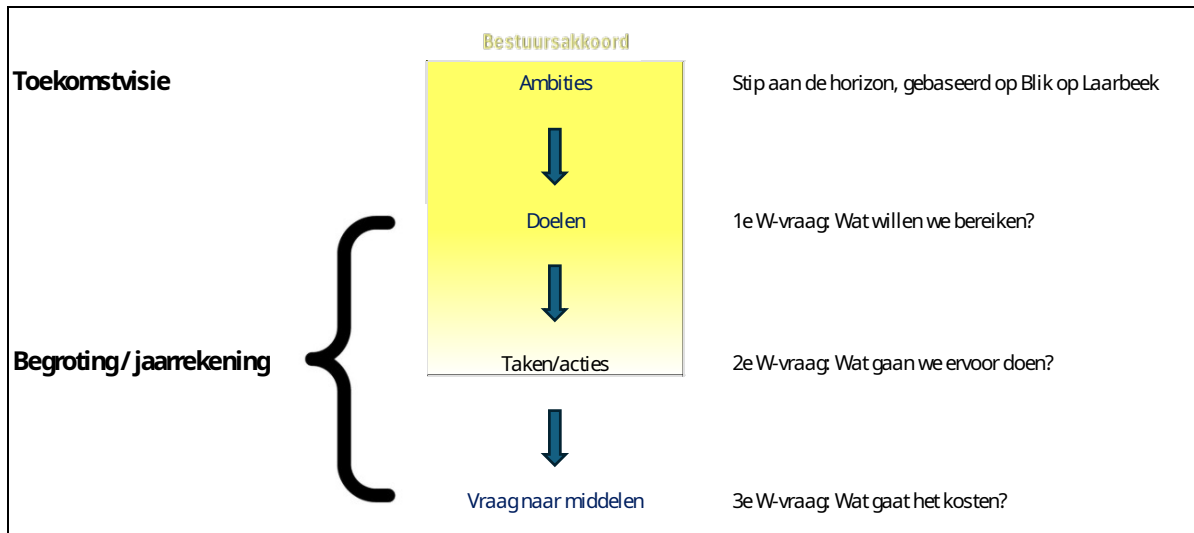 Bestuursakkoord
Toekomstvisie
Ambities
Stip aan de horizon, gebaseerd op Blik op Laarbeek
Doelen
1e W-vraag: Wat willen we bereiken?
Begroting / jaarrekening
Taken/acties
2e W-vraag: Wat gaan we ervoor doen?
Vraag naar middelen
3e W-vraag: Wat gaat het kosten?